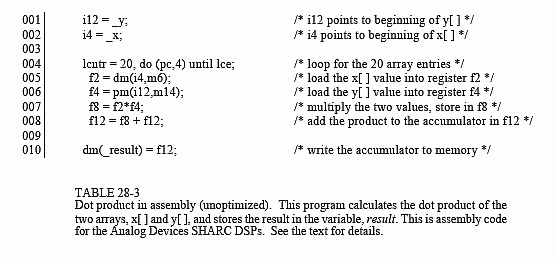 001 i12 = _y; /* i12 points to beginning of y[ ] */
002 i4 = _x; /* i4 points to beginning of x[ ] */
003
004 lcntr = 20, do (pc,4) until lce; /* loop for the 20 array entries */
005 f2 = dm(i4,m6); /* load the x[ ] value into register f2 */
006 f4 = pm(i12,m14); /* load the y[ ] value into register f4 */
007 f8 = f2*f4; /* multiply the two values, store in f8 */
008 f12 = f8 + f12; /* add the product to the accumulator in f12 */
009
010 dm(_result) = f12; /* write the accumulator to memory */
TABLE 28-3
Dot product in assembly (unoptimized). This program calculates the dot product of
the two arrays, x[ ] and y[ ], and stores the result in the variable, result. This is assembly code
for the Analog Devices SHARC DSPs. See the text for details.